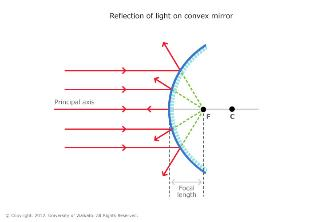 Reflection of light on convex mirror
Principal axis
F
C
Focal
length
© Copyright. 2012. University of Waikato. All Rights Reserved.